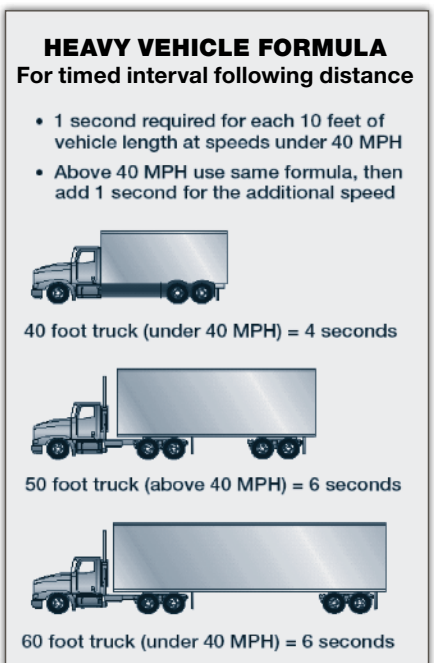 HEAVY VEHICLE FORMULA
For timed interval following distance
• 1 second required for each 10 feet of
vehicle length at speeds under 40 MPH
• Above 40 MPH use same formula, then
add 1 second for the additional speed
40 foot truck (under 40 MPH) = 4 seconds
50 foot truck (above 40 MPH) = 6 seconds
60 foot truck (under 40 MPH) = 6 seconds